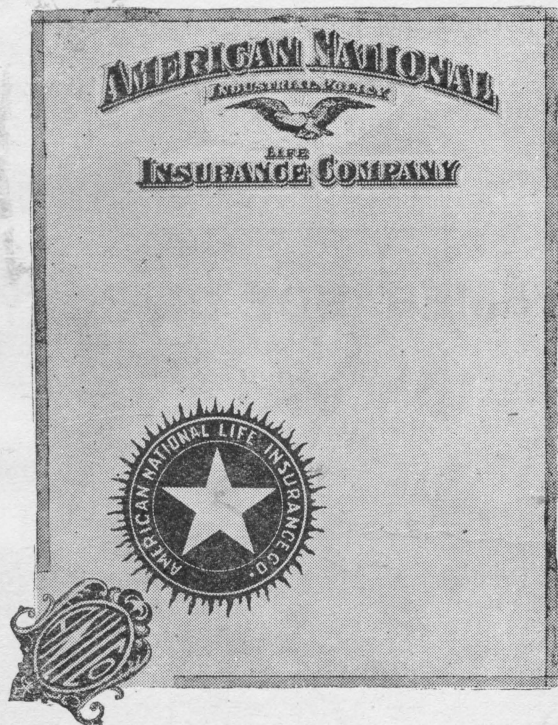 AMERICAN NATIONAL
INDUSTRIAL POLICY
LIFE
INSURANCE COMPANY
AMERICAN NATIONAL LIFE INSURANCE CO.